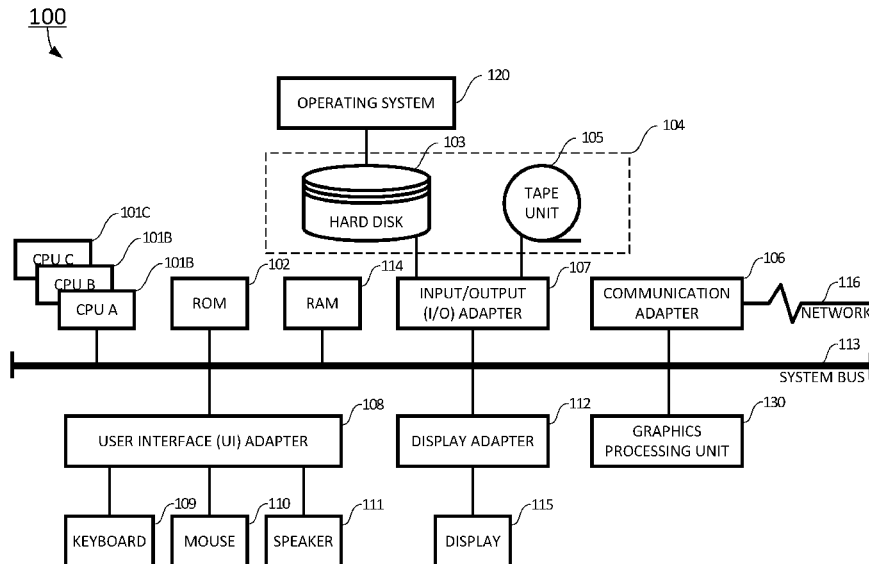 100
120
OPERATING SYSTEM
103
105
104
HARD DISK
TAPE
UNIT
101C
CPU C
101B
CPU B
101B
CPU A
102
ROM
114
RAM
107
INPUT/OUTPUT
(I/O) ADAPTER
106
COMMUNICATION
ADAPTER
116
NETWORK
113
SYSTEM BUS
108
USER INTERFACE (UI) ADAPTER
112
DISPLAY ADAPTER
130
GRAPHICS
PROCESSING UNIT
109
KEYBOARD
110
MOUSE
111
SPEAKER
115
DISPLAY